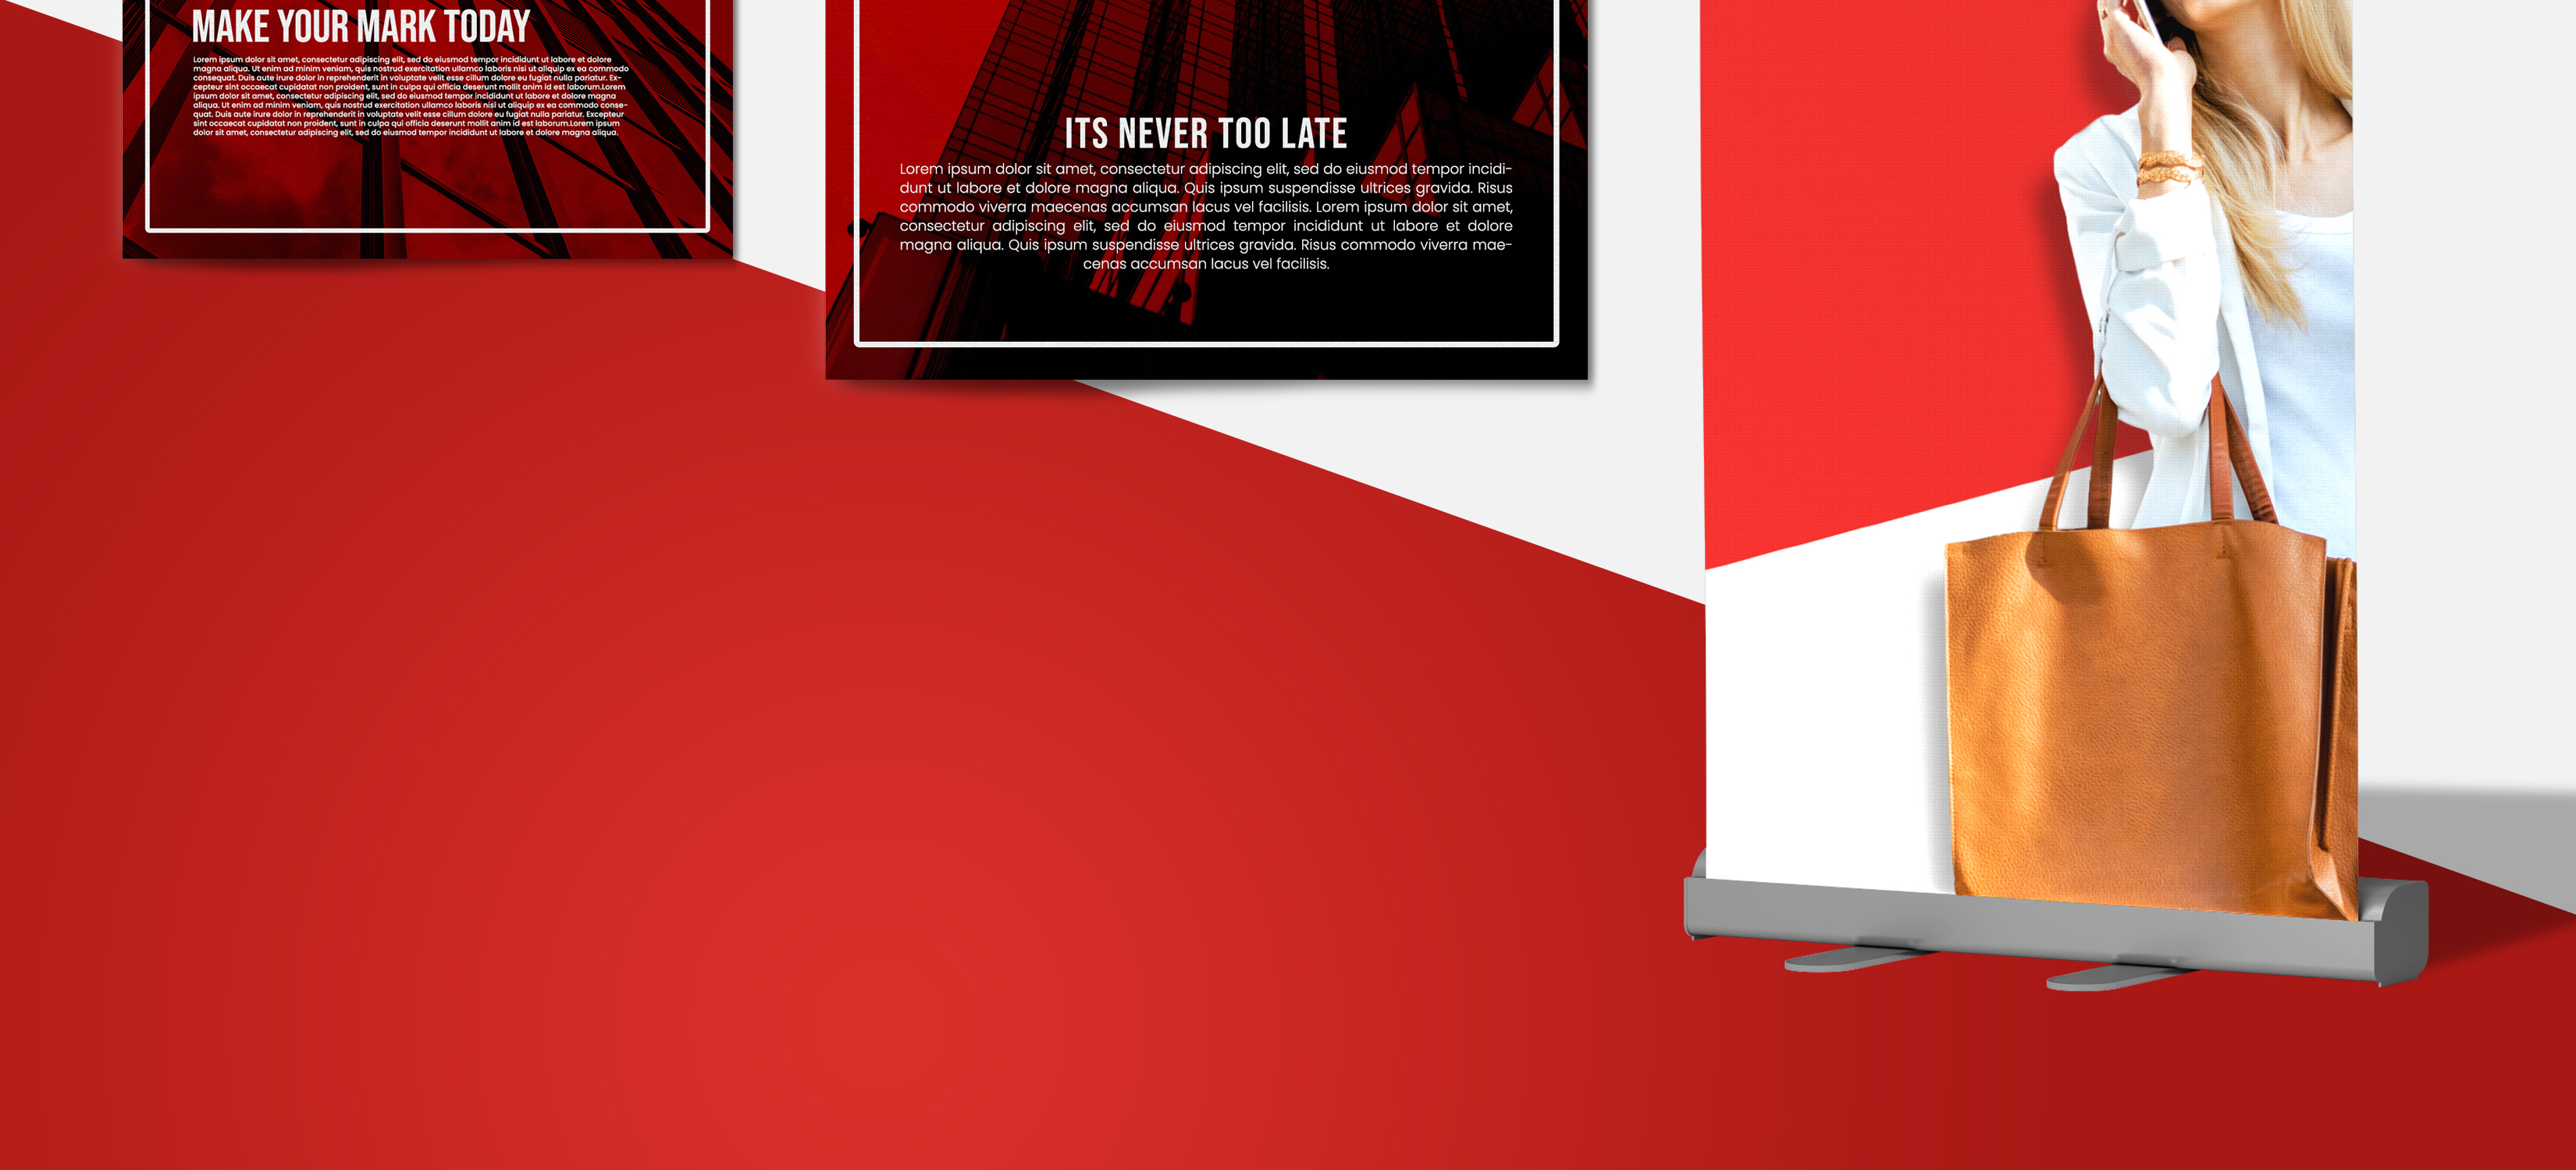 MAKE YOUR MARK TODAY
Lorem ipsum dolor sit amet, consectetur adipiscing elit, sed do eiusmod tempor incididunt ut labore et dolore
magna aliqua. Ut enim ad minim veniam, quis nostrud exercitation ullamco laboris nisi ut aliquip ex ea commodo
consequat. Duis aute irure dolor in reprehenderit in voluptate velit esse cillum dolore eu fugiat nulla pariatur. Ex-
cepteur sint occaecat cupidatat non proident, sunt in culpa qui officia deserunt mollit anim id est laborum.Lorem
ipsum dolor sit amet, consectetur adipiscing elit, sed do eiusmod tempor incididunt ut labore et dolore magna
aliqua. Ut enim ad minim veniam, quis nostrud exercitation ullamco laboris nisi ut aliquip ex ea commodo conse-
quat. Duis aute irure dolor in reprehenderit in voluptate velit esse cillum dolore eu fugiat nulla pariatur. Excepteur
sint occaecat cupidatat non proident, sunt in culpa qui officia deserunt mollit anim id est laborum.Lorem ipsum
dolor sit amet, consectetur adipiscing elit, sed do eiusmod tempor incididunt ut labore et dolore magna aliqua.
ITS NEVER TOO LATE
Lorem ipsum dolor sit amet, consectetur adipiscing elit, sed do eiusmod tempor incidi-
dunt ut labore et dolore magna aliqua. Quis ipsum suspendisse ultrices gravida. Risus
commodo viverra maecenas accumsan lacus vel facilisis. Lorem ipsum dolor sit amet,
consectetur adipiscing elit, sed do eiusmod tempor incididunt ut labore et dolore
magna aliqua. Quis ipsum suspendisse ultrices gravida. Risus commodo viverra mae-
cenas accumsan lacus vel facilisis.